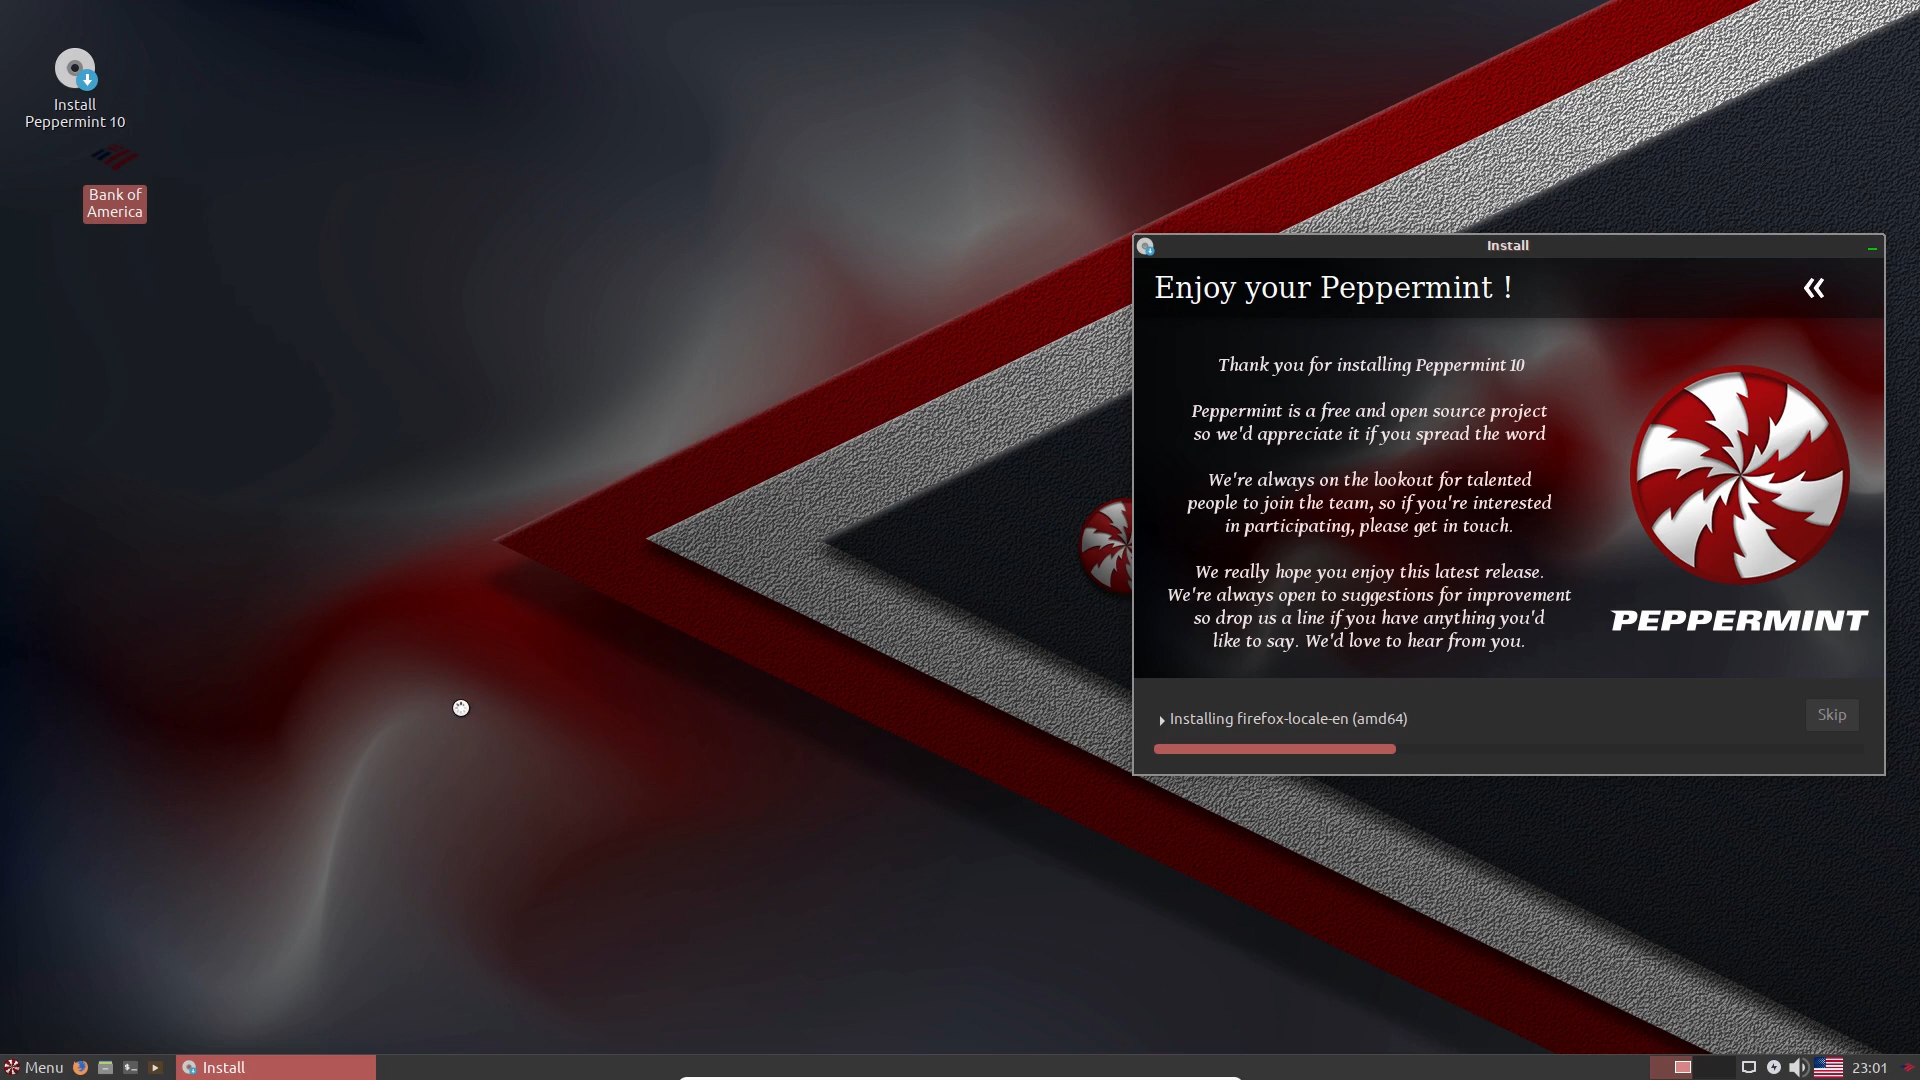 Install
Peppermint 10
Bank of
America
Install
Enjoy your Peppermint !
Thank you for installing Peppermint 10
Peppermint is a free and open source project
so we'd appreciate it if you spread the word
We're always on the lookout for talented
people to join the team, so if you're interested
in participating, please get in touch.
We really hope you enjoy this latest release.
We're always open to suggestions for improvement
so drop us a line if you have anything you'd
like to say. We'd love to hear from you.
PEPPERMINT
Installing firefox-locale-en (amd64)
Skip
Menu
Install
23:01